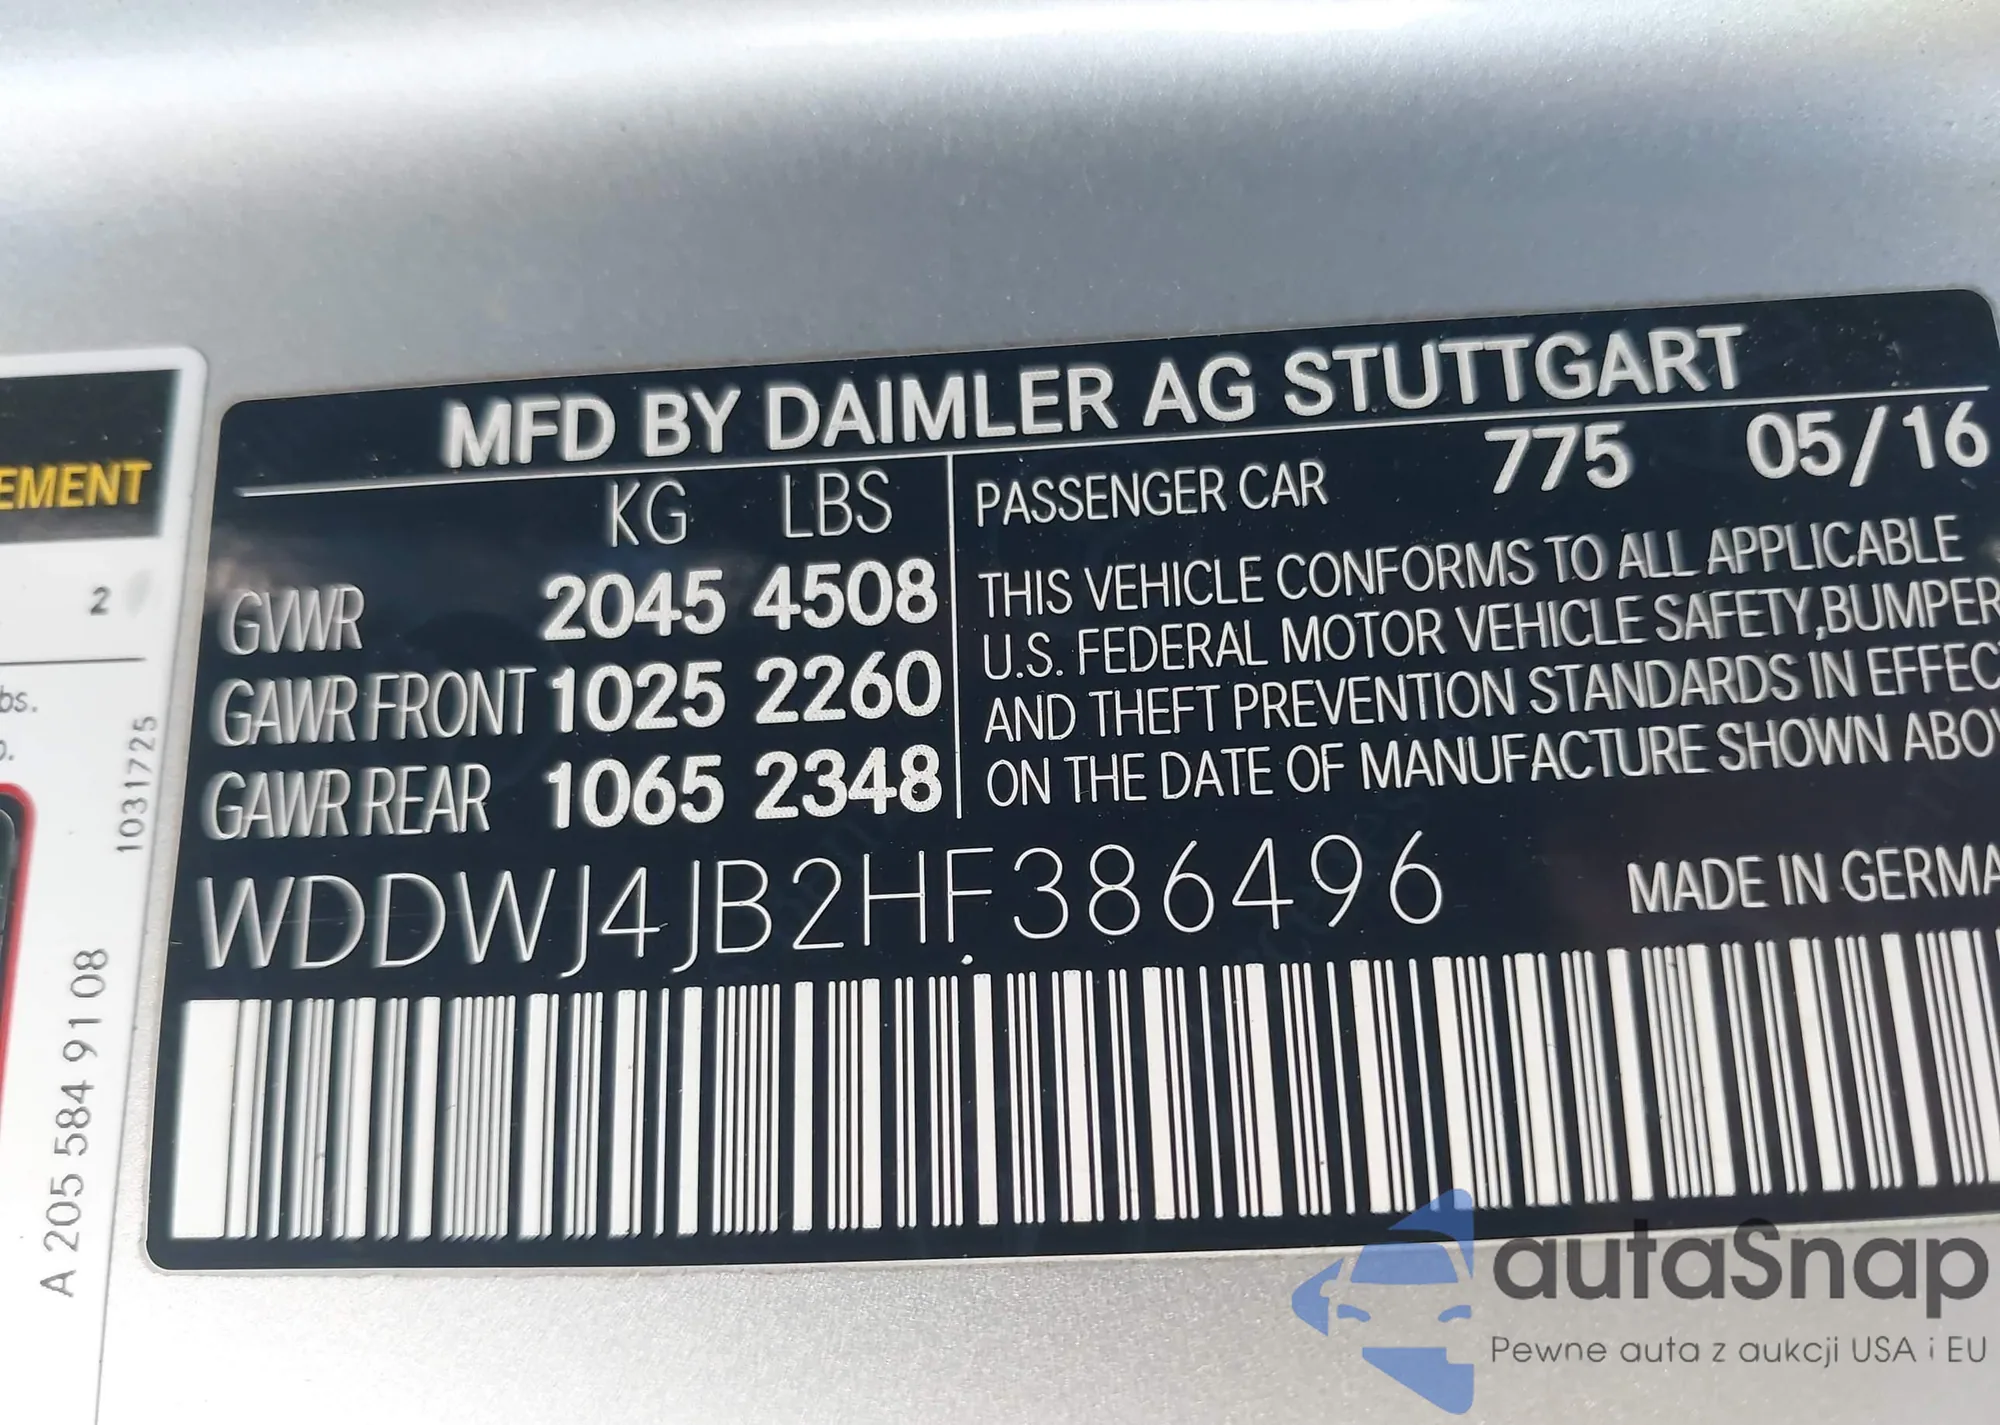 MFD BY DAIMLER AG STUTTGART
775 05/16
KG LBS
GVWR 2045 4508
GAWR FRONT 1025 2260
GAWR REAR 1065 2348
PASSENGER CAR
THIS VEHICLE CONFORMS TO ALL APPLICABLE
U.S. FEDERAL MOTOR VEHICLE SAFETY,BUMPER
AND THEFT PREVENTION STANDARDS IN EFFEC
ON THE DATE OF MANUFACTURE SHOWN ABO
WDDWJ4JB2HF386496
MADE IN GERMA
EMENT
2
bs.
1031725
A 205 584 91 08
autaSnap
Pewne auta z aukcji USA i EU